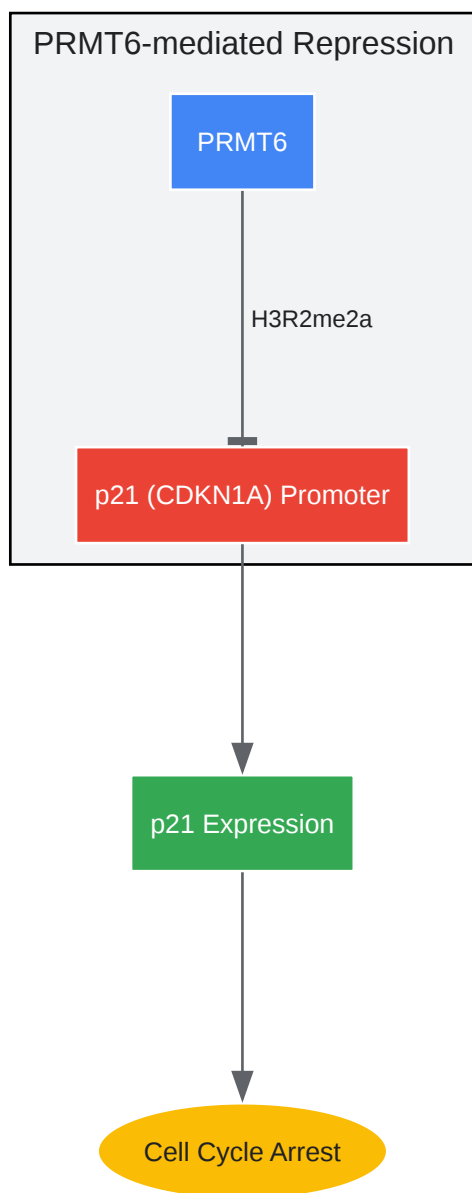 PRMT6-mediated Repression
PRMT6
H3R2me2a
p21 (CDKN1A) Promoter
p21 Expression
Cell Cycle Arrest